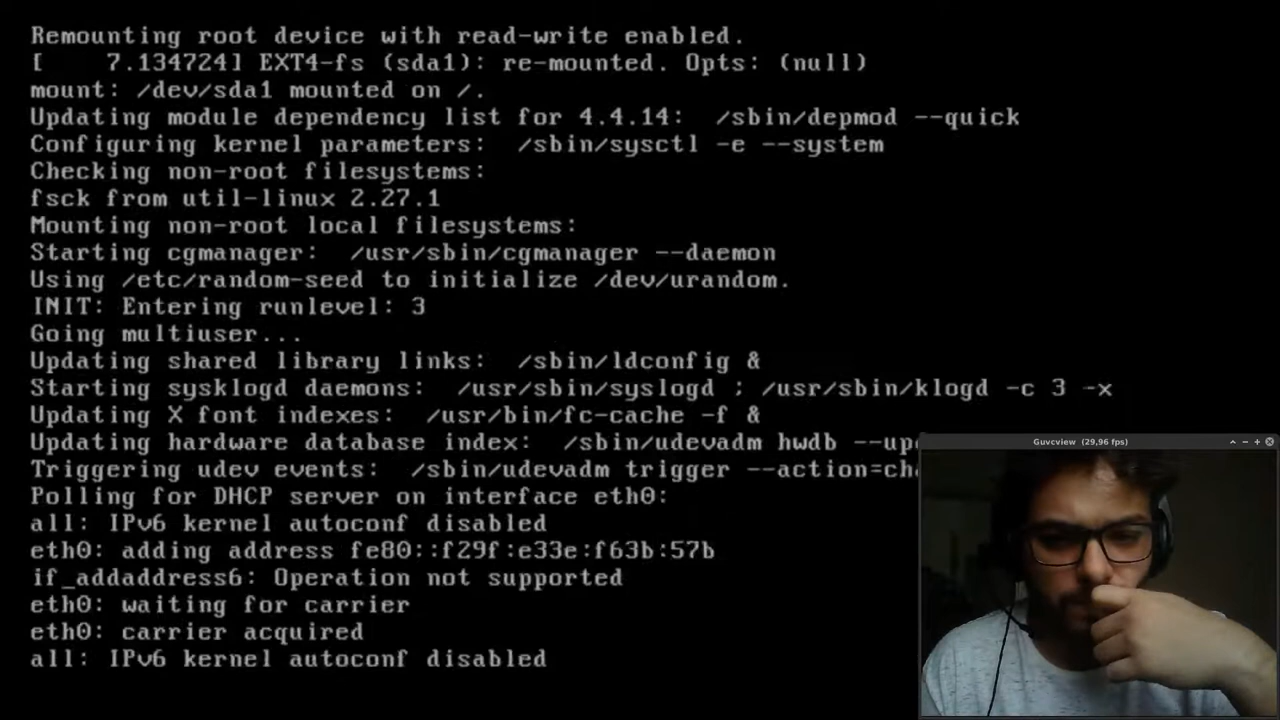 Remounting root device with read-write enabled.
[    7.134724] EXT4-fs (sda1): re-mounted. Opts: (null)
mount: /dev/sda1 mounted on /.
Updating module dependency list for 4.4.14:  /sbin/depmod --quick
Configuring kernel parameters:  /sbin/sysctl -e --system
Checking non-root filesystems:
fsck from util-linux 2.27.1
Mounting non-root local filesystems:
Starting cgmanager:  /usr/sbin/cgmanager --daemon
Using /etc/random-seed to initialize /dev/urandom.
INIT: Entering runlevel: 3
Going multiuser...
Updating shared library links:  /sbin/ldconfig &
Starting sysklogd daemons:  /usr/sbin/syslogd ; /usr/sbin/klogd -c 3 -x
Updating X font indexes:  /usr/bin/fc-cache -f &
Updating hardware database index:  /sbin/udevadm hwdb --up
Triggering udev events:  /sbin/udevadm trigger --action=ch
Polling for DHCP server on interface eth0:
all: IPv6 kernel autoconf disabled
eth0: adding address fe80::f29f:e33e:f63b:57b
if_addaddress6: Operation not supported
eth0: waiting for carrier
eth0: carrier acquired
all: IPv6 kernel autoconf disabled
Guvcview (29,96 fps)